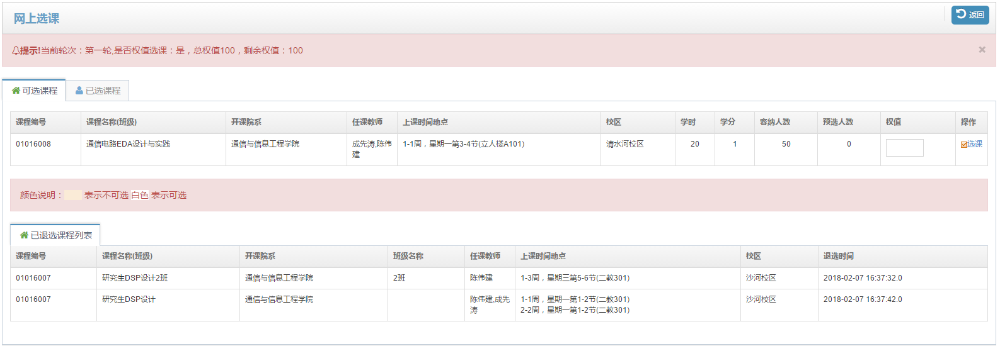 网上选课
返回
提示!当前轮次：第一轮,是否权值选课：是，总权值100，剩余权值：100
×
可选课程 已选课程
课程编号 课程名称(班级) 开课院系 任课教师 上课时间地点 校区 学时 学分 容纳人数 预选人数 权值 操作
01016008 通信电路EDA设计与实践 通信与信息工程学院 成先涛,陈伟 1-1周，星期一第3-4节(立人楼A101) 清水河校区 20 1 50 0 选课
建
颜色说明： 表示不可选 白色 表示可选
已退选课程列表
课程编号 课程名称(班级) 开课院系 班级名称 任课教师 上课时间地点 校区 退选时间
01016007 研究生DSP设计2班 通信与信息工程学院 2班 陈伟建 1-3周，星期三第5-6节(二教301) 沙河校区 2018-02-07 16:37:32.0
01016007 研究生DSP设计 通信与信息工程学院 陈伟建,成先 1-1周，星期一第1-2节(二教301) 沙河校区 2018-02-07 16:37:42.0
涛 2-2周，星期一第1-2节(二教301)